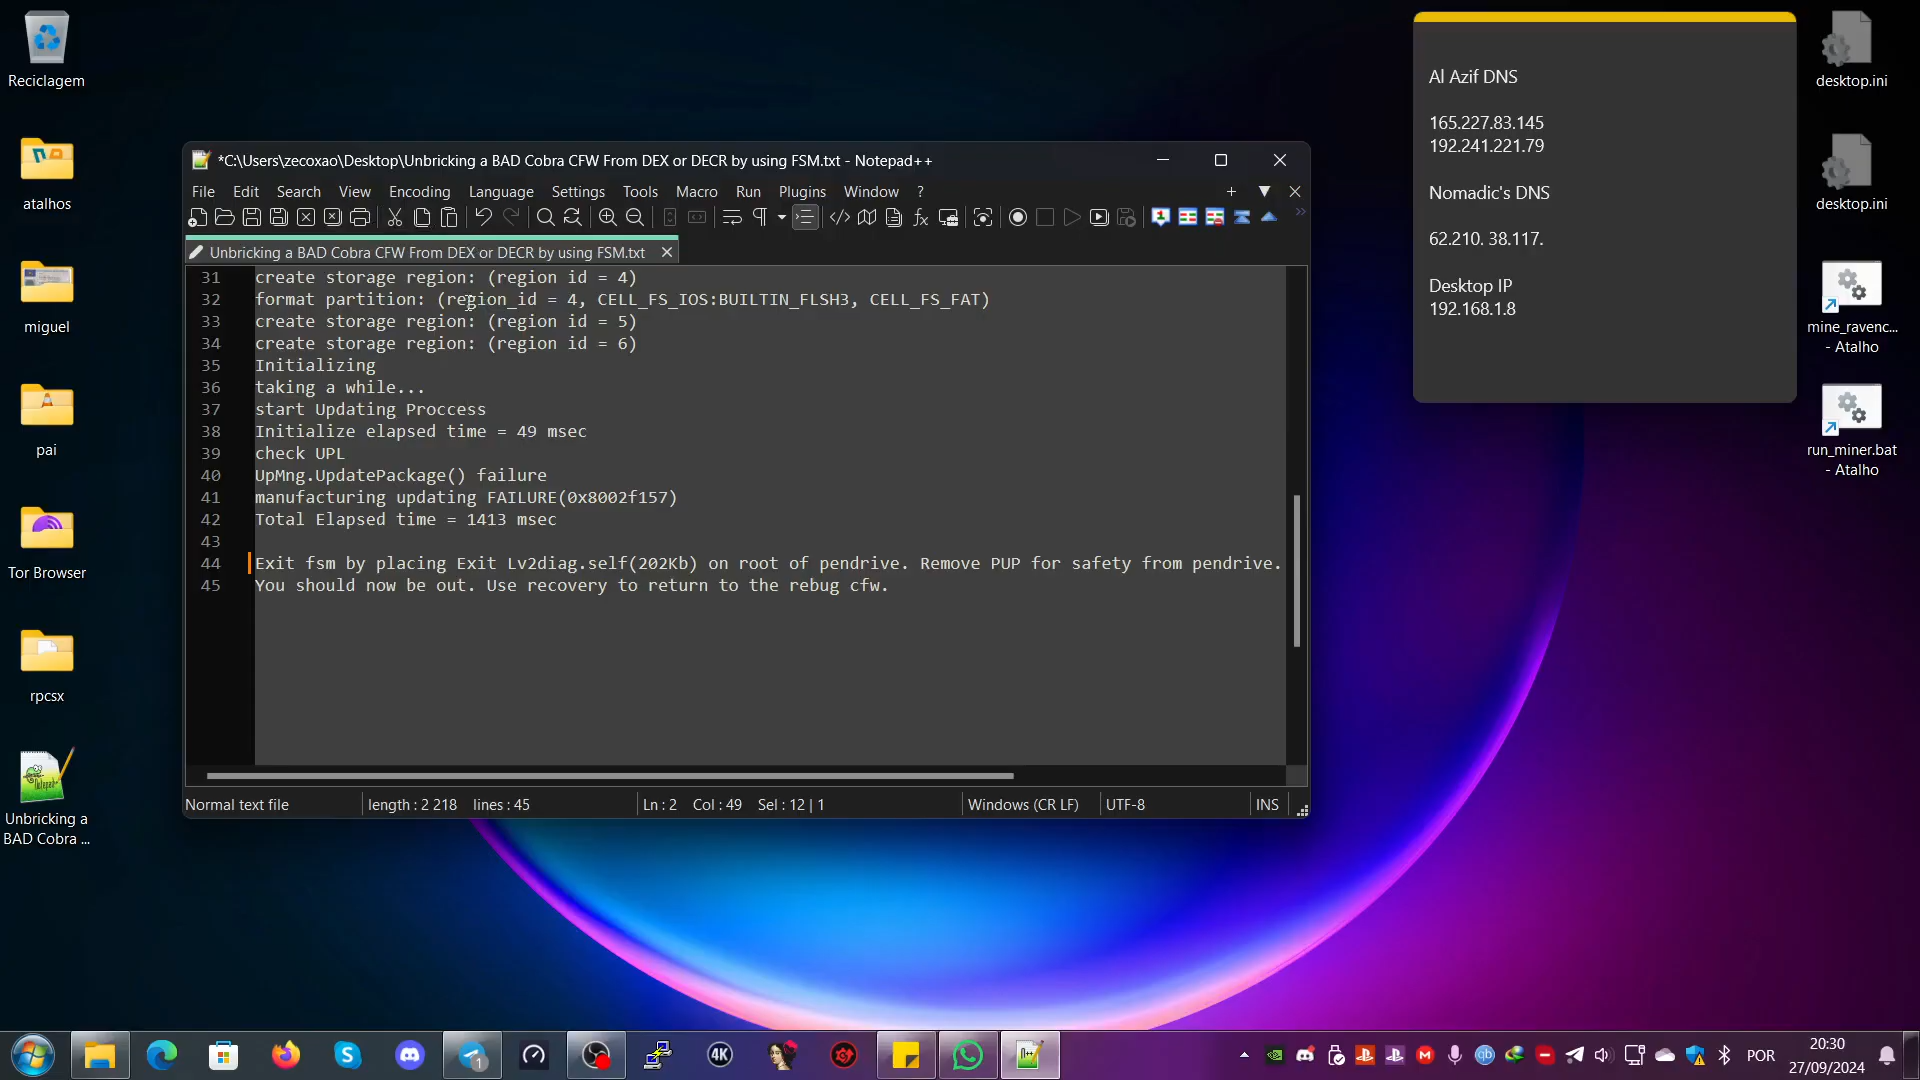 Reciclagem
atalhos
miguel
pai
Tor Browser
rpcsx
Unbricking a
BAD Cobra ...
*C:\Users\zecoxao\Desktop\Unbricking a BAD Cobra CFW From DEX or DECR by using FSM.txt - Notepad++
File Edit Search View Encoding Language Settings Tools Macro Run Plugins Window ?
Unbricking a BAD Cobra CFW From DEX or DECR by using FSM.txt
31 create storage region: (region id = 4)
32 format partition: (region_id = 4, CELL_FS_IOS:BUILTIN_FLSH3, CELL_FS_FAT)
33 create storage region: (region id = 5)
34 create storage region: (region id = 6)
35 Initializing
36 taking a while...
37 start Updating Proccess
38 Initialize elapsed time = 49 msec
39 check UPL
40 UpMng.UpdatePackage() failure
41 manufacturing updating FAILURE(0x8002f157)
42 Total Elapsed time = 1413 msec
43
44 Exit fsm by placing Exit Lv2diag.self(202Kb) on root of pendrive. Remove PUP for safety from pendrive.
45 You should now be out. Use recovery to return to the rebug cfw.
Normal text file length : 2 218 lines : 45 Ln : 2 Col : 49 Sel : 12 | 1 Windows (CR LF) UTF-8 INS
Al Azif DNS
165.227.83.145
192.241.221.79
Nomadic's DNS
62.210. 38.117.
Desktop IP
192.168.1.8
desktop.ini
desktop.ini
mine_ravenc...
- Atalho
run_miner.bat
- Atalho
4K
POR
20:30
27/09/2024